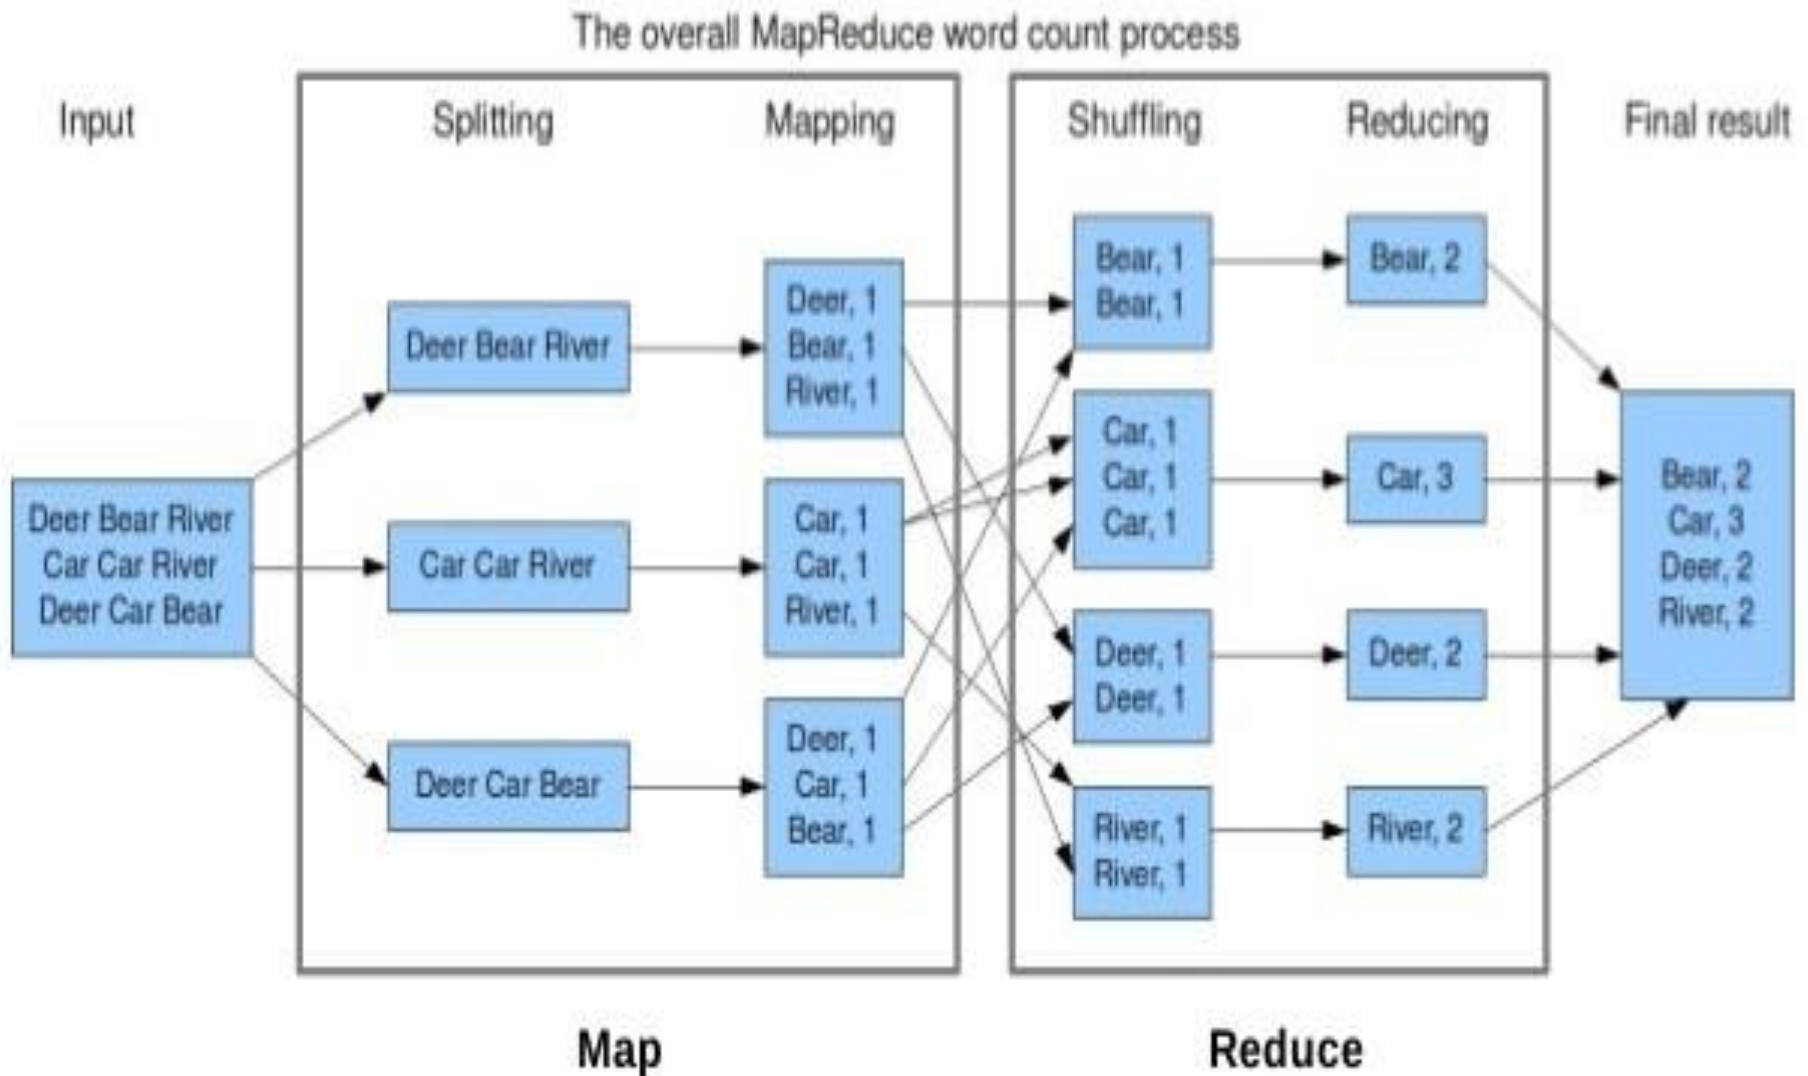 The overall MapReduce word count process
Input
Splitting
Mapping
Shuffling
Reducing
Final result
Deer Bear River
Car Car River
Deer Car Bear
Deer Bear River
Car Car River
Deer Car Bear
Deer, 1
Bear, 1
River, 1
Car, 1
Car, 1
River, 1
Deer, 1
Car, 1
Bear, 1
Bear, 1
Bear, 1
Car, 1
Car, 1
Car, 1
Deer, 1
Deer, 1
River, 1
River, 1
Bear, 2
Car, 3
Deer, 2
River, 2
Bear, 2
Car, 3
Deer, 2
River, 2
Map
Reduce